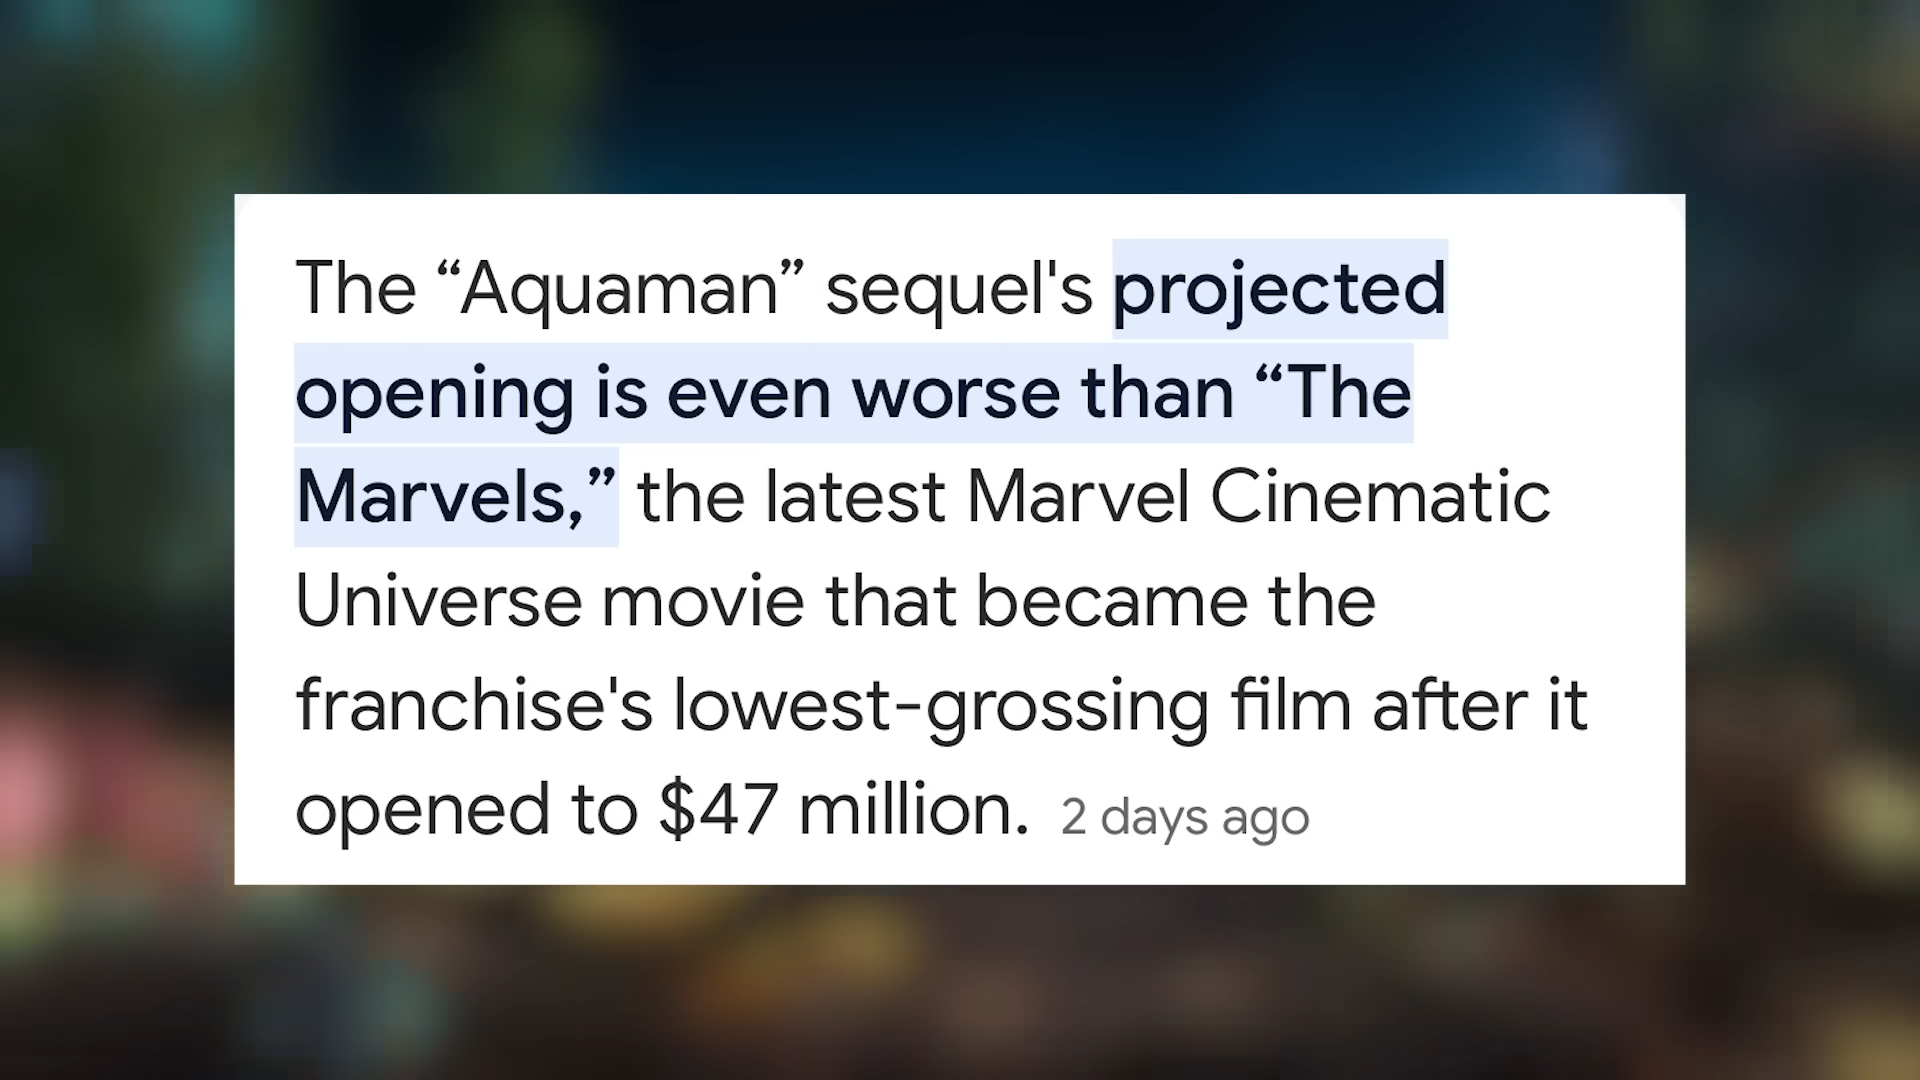 The “Aquaman” sequel's projected
opening is even worse than “The
Marvels,” the latest Marvel Cinematic
Universe movie that became the
franchise's lowest-grossing film after it
opened to $47 million. 2 days ago